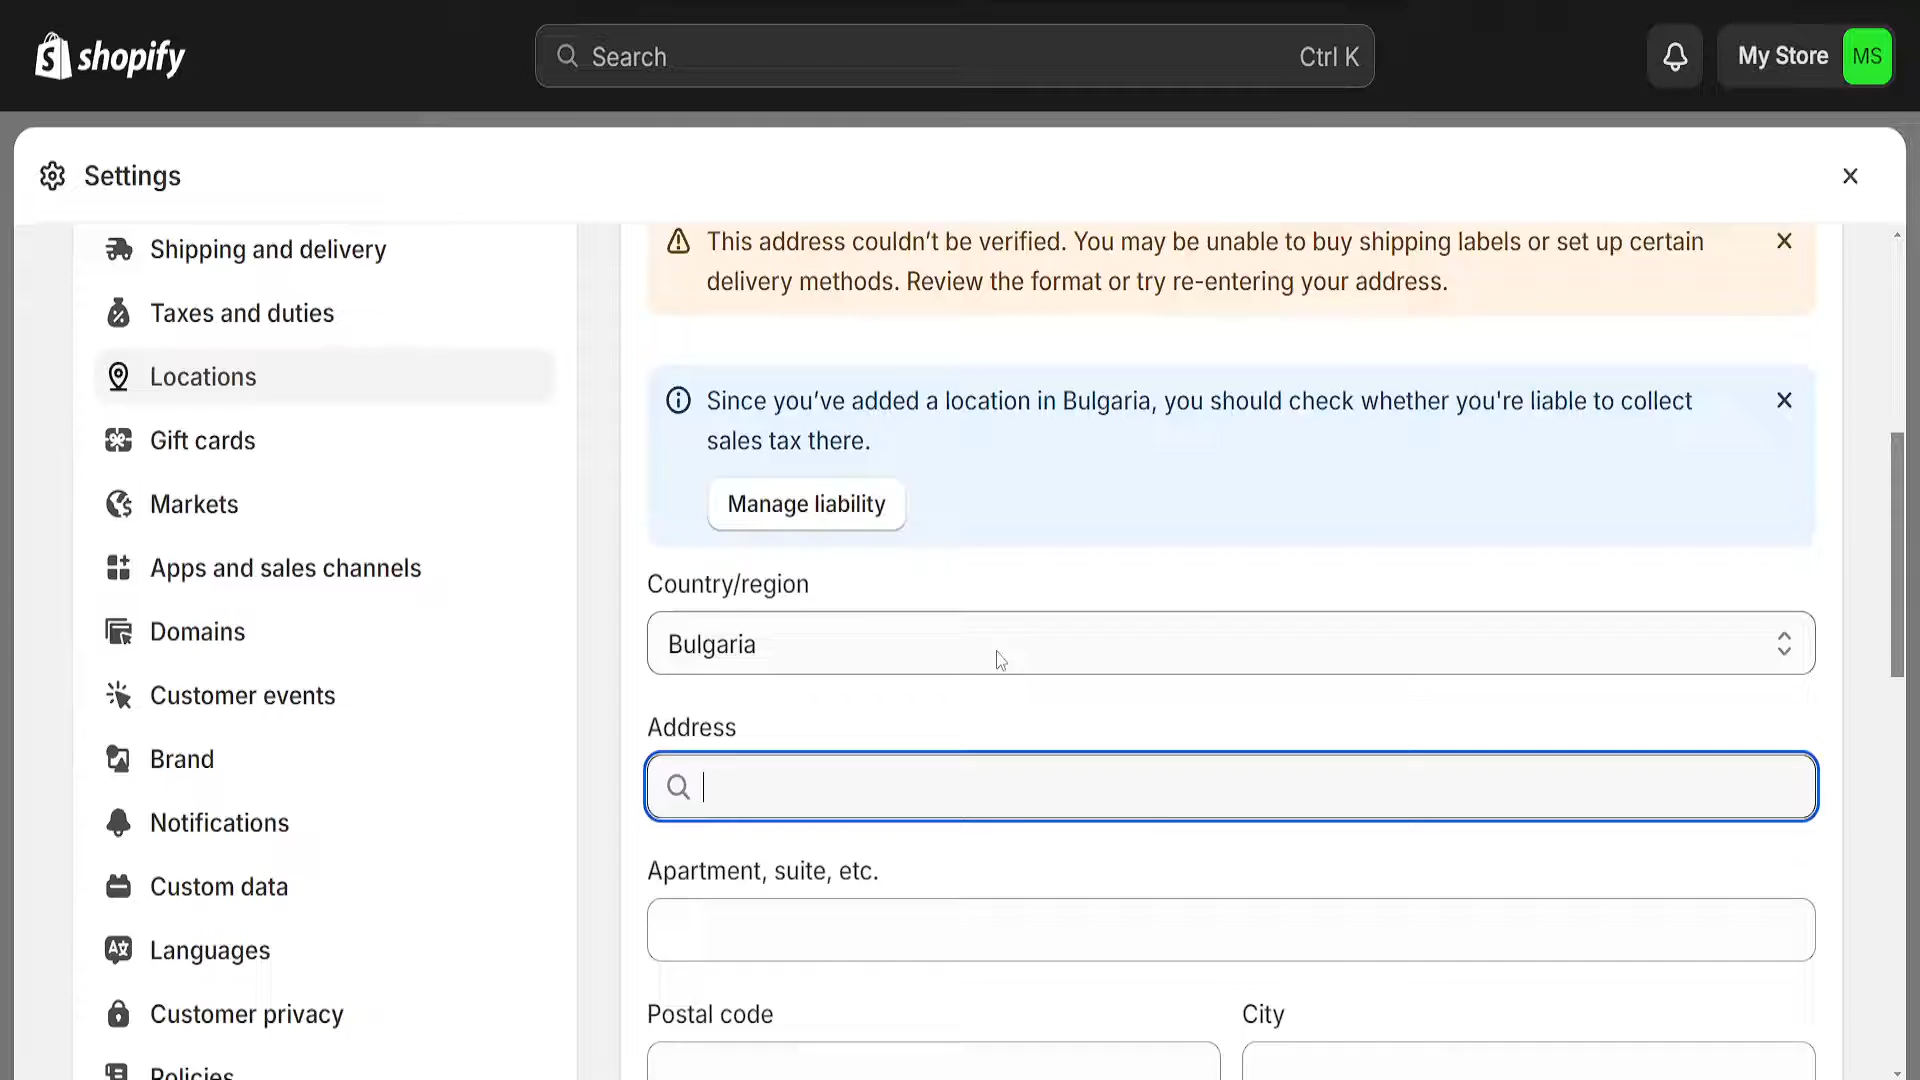 shopify
Search
Ctrl K
My Store
MS
Settings
Shipping and delivery
Taxes and duties
Locations
Gift cards
Markets
Apps and sales channels
Domains
Customer events
Brand
Notifications
Custom data
Languages
Customer privacy
Policies
This address couldn’t be verified. You may be unable to buy shipping labels or set up certain
delivery methods. Review the format or try re-entering your address.
Since you’ve added a location in Bulgaria, you should check whether you're liable to collect
sales tax there.
Manage liability
Country/region
Bulgaria
Address
Apartment, suite, etc.
Postal code
City